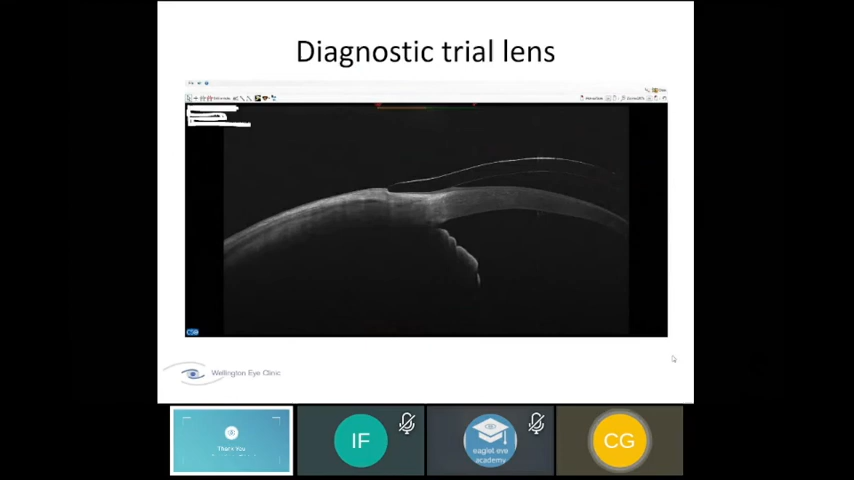 Diagnostic trial lens
Wellington Eye Clinic
Thank You
IF
eaglet eye
academy
CG